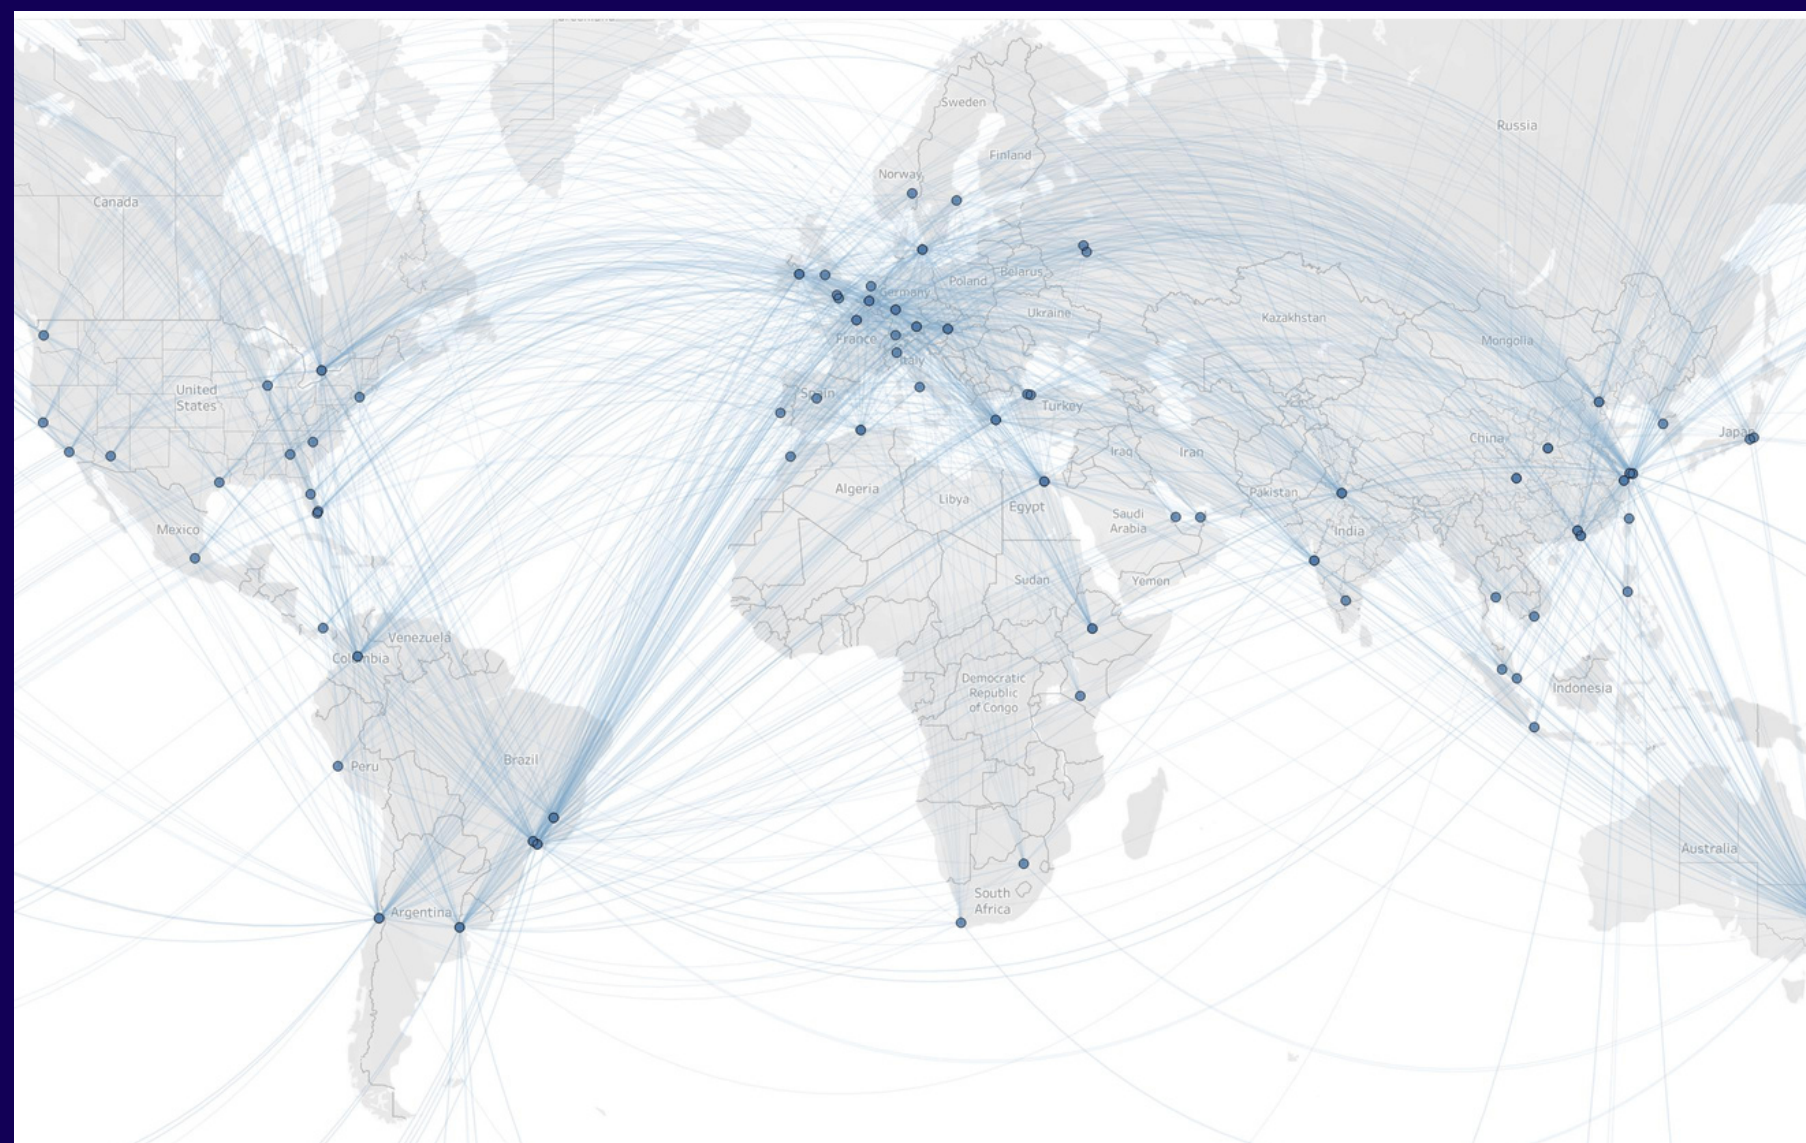 Sweden
Russia
Finland
Norway
Canada
Poland
Belarus
Germany
Ukraine
Kazakhstan
France
Mongolia
Italy
United
States
Spain
Turkey
Japan
China
Iraq
Iran
Algeria
Pakistan
Libya
Egypt
Saudi
Arabia
Mexico
India
Sudan
Yemen
Venezuela
Colombia
Democratic
Republic
of Congo
Indonesia
Brazil
Peru
Australia
South
Africa
Argentina